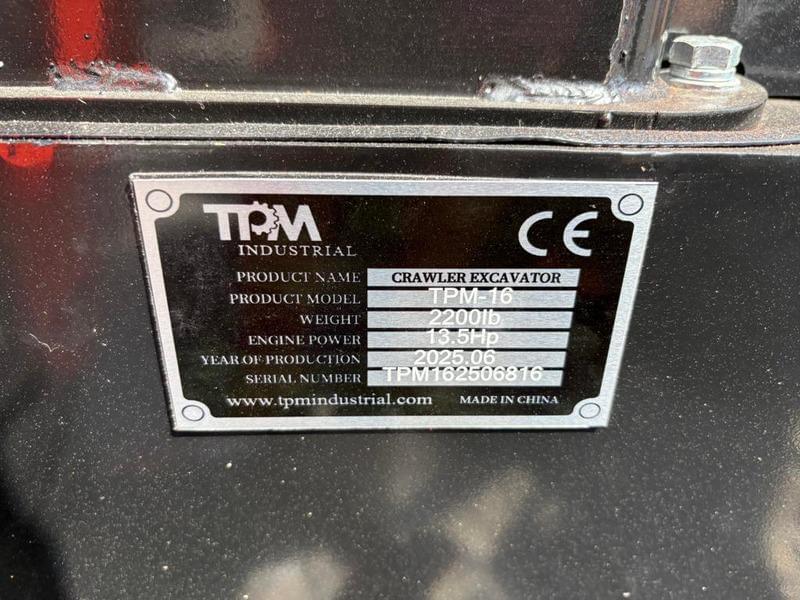 TPM
INDUSTRIAL
CE
PRODUCT NAME CRAWLER EXCAVATOR
PRODUCT MODEL TPM-16
WEIGHT 2200lb
ENGINE POWER 13.5Hp
YEAR OF PRODUCTION 2025.06
SERIAL NUMBER TPM162506816
www.tpmindustrial.com MADE IN CHINA